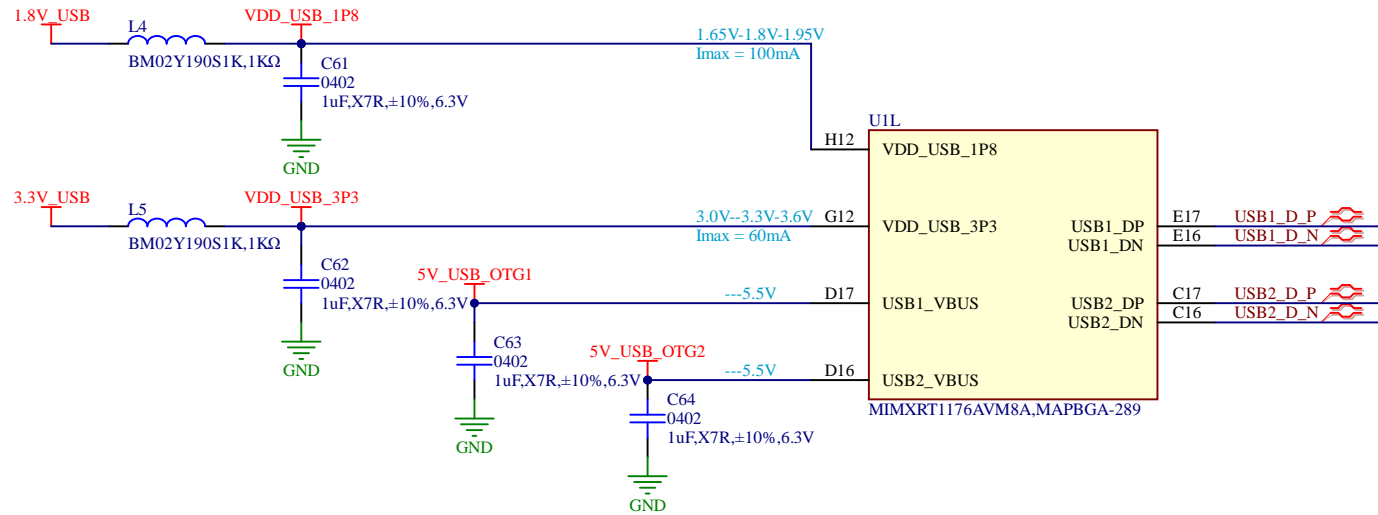 1.8V_USB
L4
BM02Y190S1K,1KΩ
VDD_USB_1P8
C61
0402
1uF,X7R,±10%,6.3V
GND
1.65V-1.8V-1.95V
Imax = 100mA
3.3V_USB
L5
BM02Y190S1K,1KΩ
VDD_USB_3P3
C62
0402
1uF,X7R,±10%,6.3V
GND
3.0V--3.3V-3.6V
Imax = 60mA
5V_USB_OTG1
C63
0402
1uF,X7R,±10%,6.3V
GND
---5.5V
5V_USB_OTG2
C64
0402
1uF,X7R,±10%,6.3V
GND
---5.5V
U1L
H12 VDD_USB_1P8
G12 VDD_USB_3P3
D17 USB1_VBUS
D16 USB2_VBUS
USB1_DP E17 USB1_D_P
USB1_DN E16 USB1_D_N
USB2_DP C17 USB2_D_P
USB2_DN C16 USB2_D_N
MIMXRT1176AVM8A,MAPBGA-289